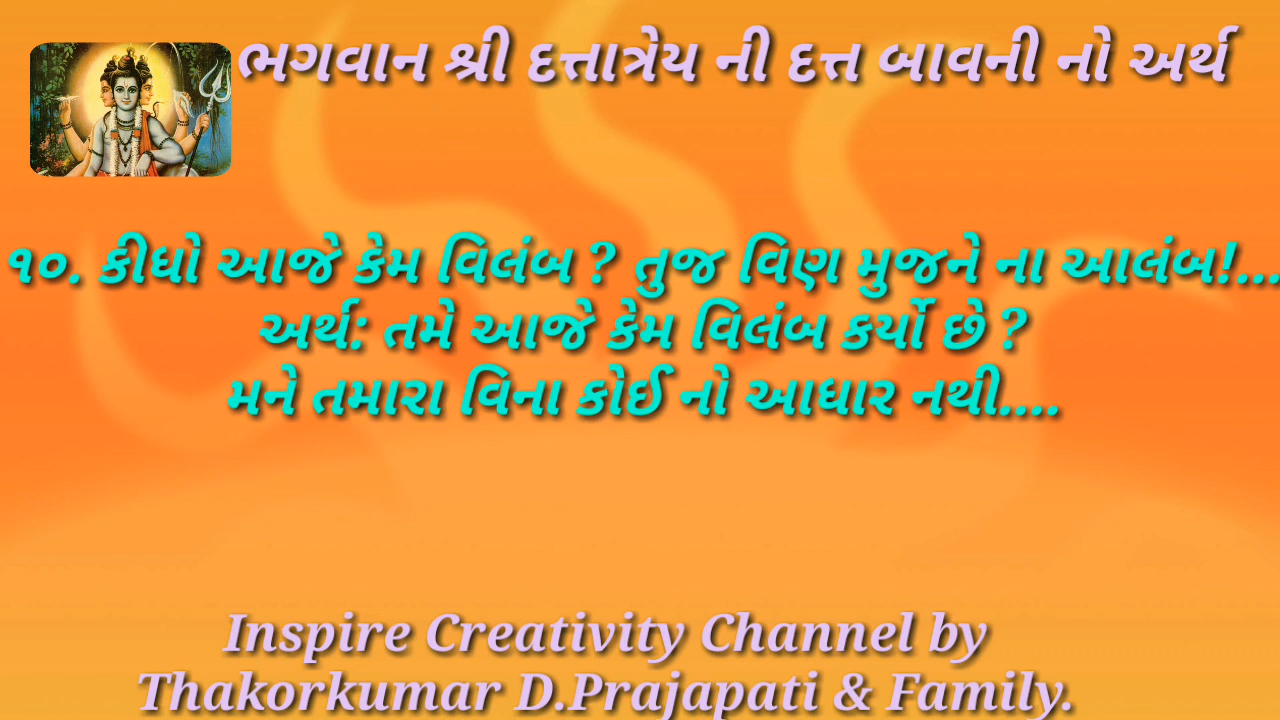 ભગવાન શ્રી દત્તાત્રેય ની દત્ત બાવની નો અર્થ
૧૦. કીધો આજે કેમ વિલંબ ? તુજ વિણ મુજને ના આલંબ!...
અર્થ: તમે આજે કેમ વિલંબ કર્યો છે ?
મને તમારા વિના કોઈ નો આધાર નથી....
Inspire Creativity Channel by
Thakorkumar D.Prajapati & Family.